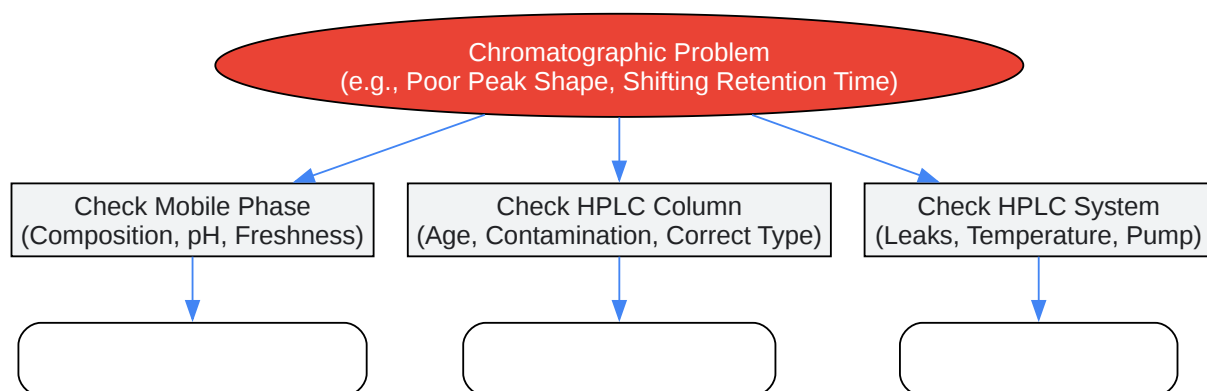 Chromatographic Problem
(e.g., Poor Peak Shape, Shifting Retention Time)
Check Mobile Phase
(Composition, pH, Freshness)
Check HPLC Column
(Age, Contamination, Correct Type)
Check HPLC System
(Leaks, Temperature, Pump)